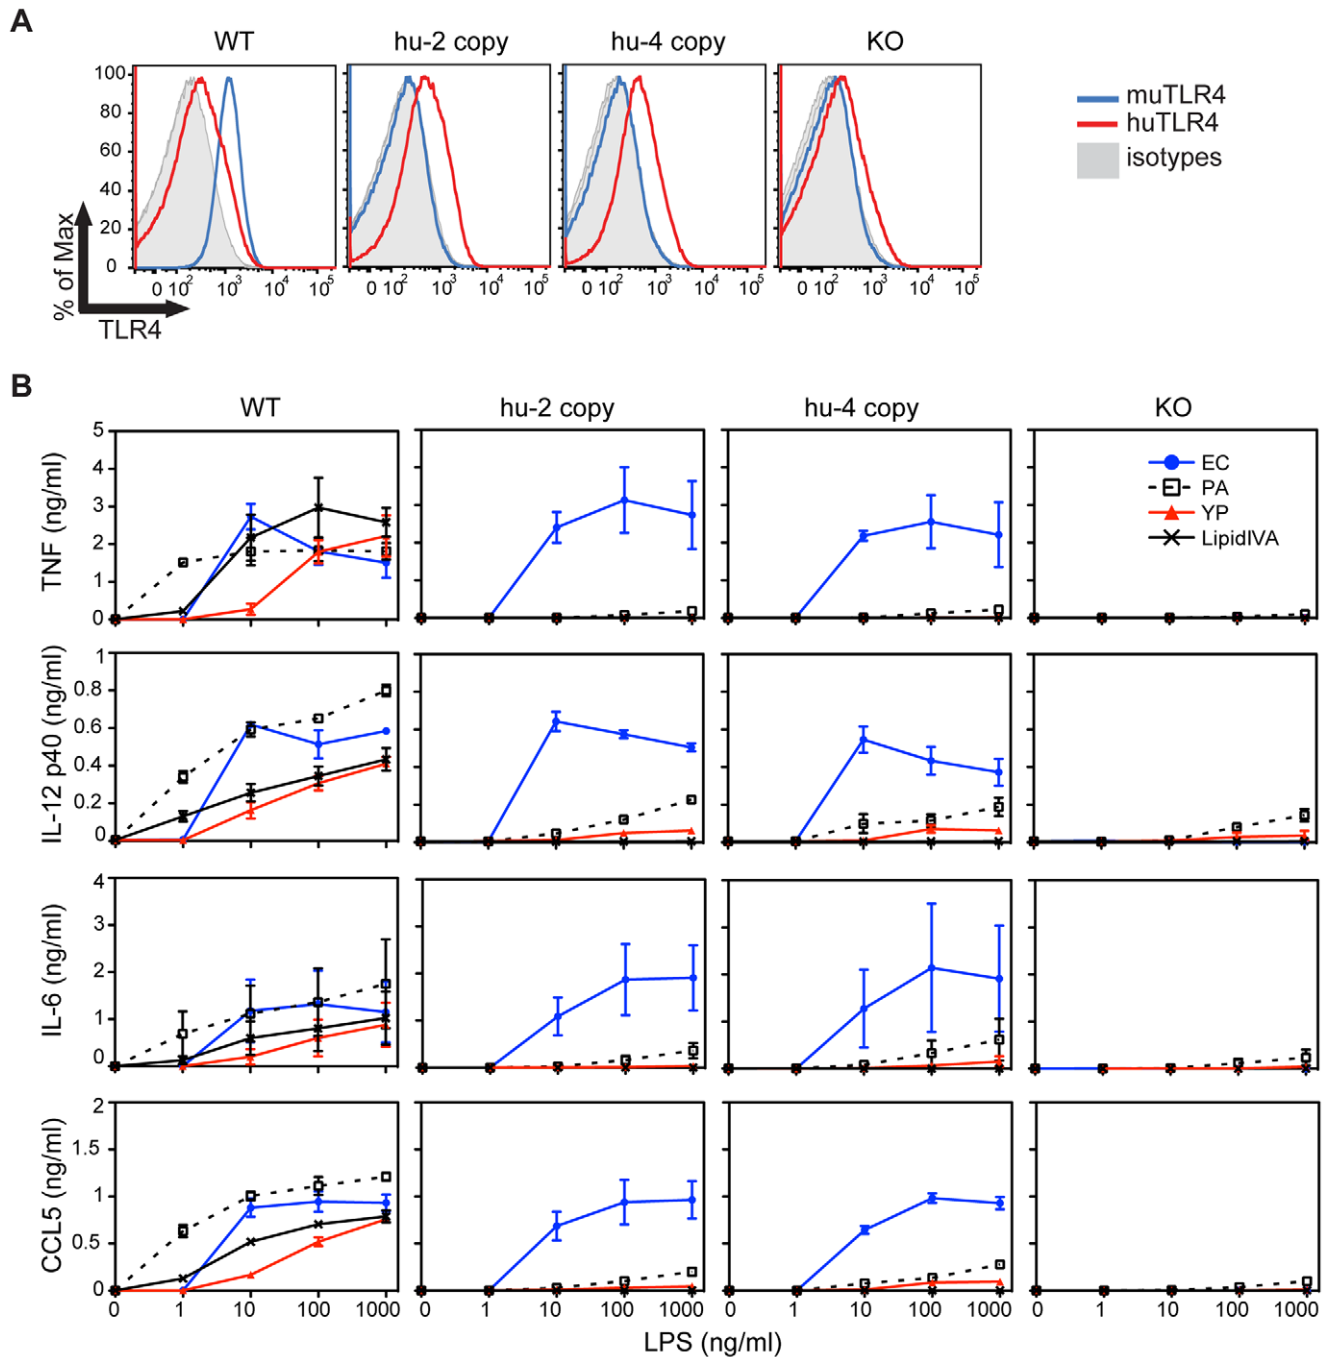 A
WT
hu-2 copy
hu-4 copy
KO
100
80
60
40
20
0
% of Max
0 10² 10³ 10⁴ 10⁵
0 10² 10³ 10⁴ 10⁵
0 10² 10³ 10⁴ 10⁵
0 10² 10³ 10⁴ 10⁵
TLR4
muTLR4
huTLR4
isotypes
B
WT
hu-2 copy
hu-4 copy
KO
TNF (ng/ml)
5
4
3
2
1
0
EC
PA
YP
LipidIVA
IL-12 p40 (ng/ml)
1
0.8
0.6
0.4
0.2
0
IL-6 (ng/ml)
4
3
2
1
0
CCL5 (ng/ml)
2
1.5
1
0.5
0
0 1 10 100 1000
0 1 10 100 1000
0 1 10 100 1000
0 1 10 100 1000
LPS (ng/ml)